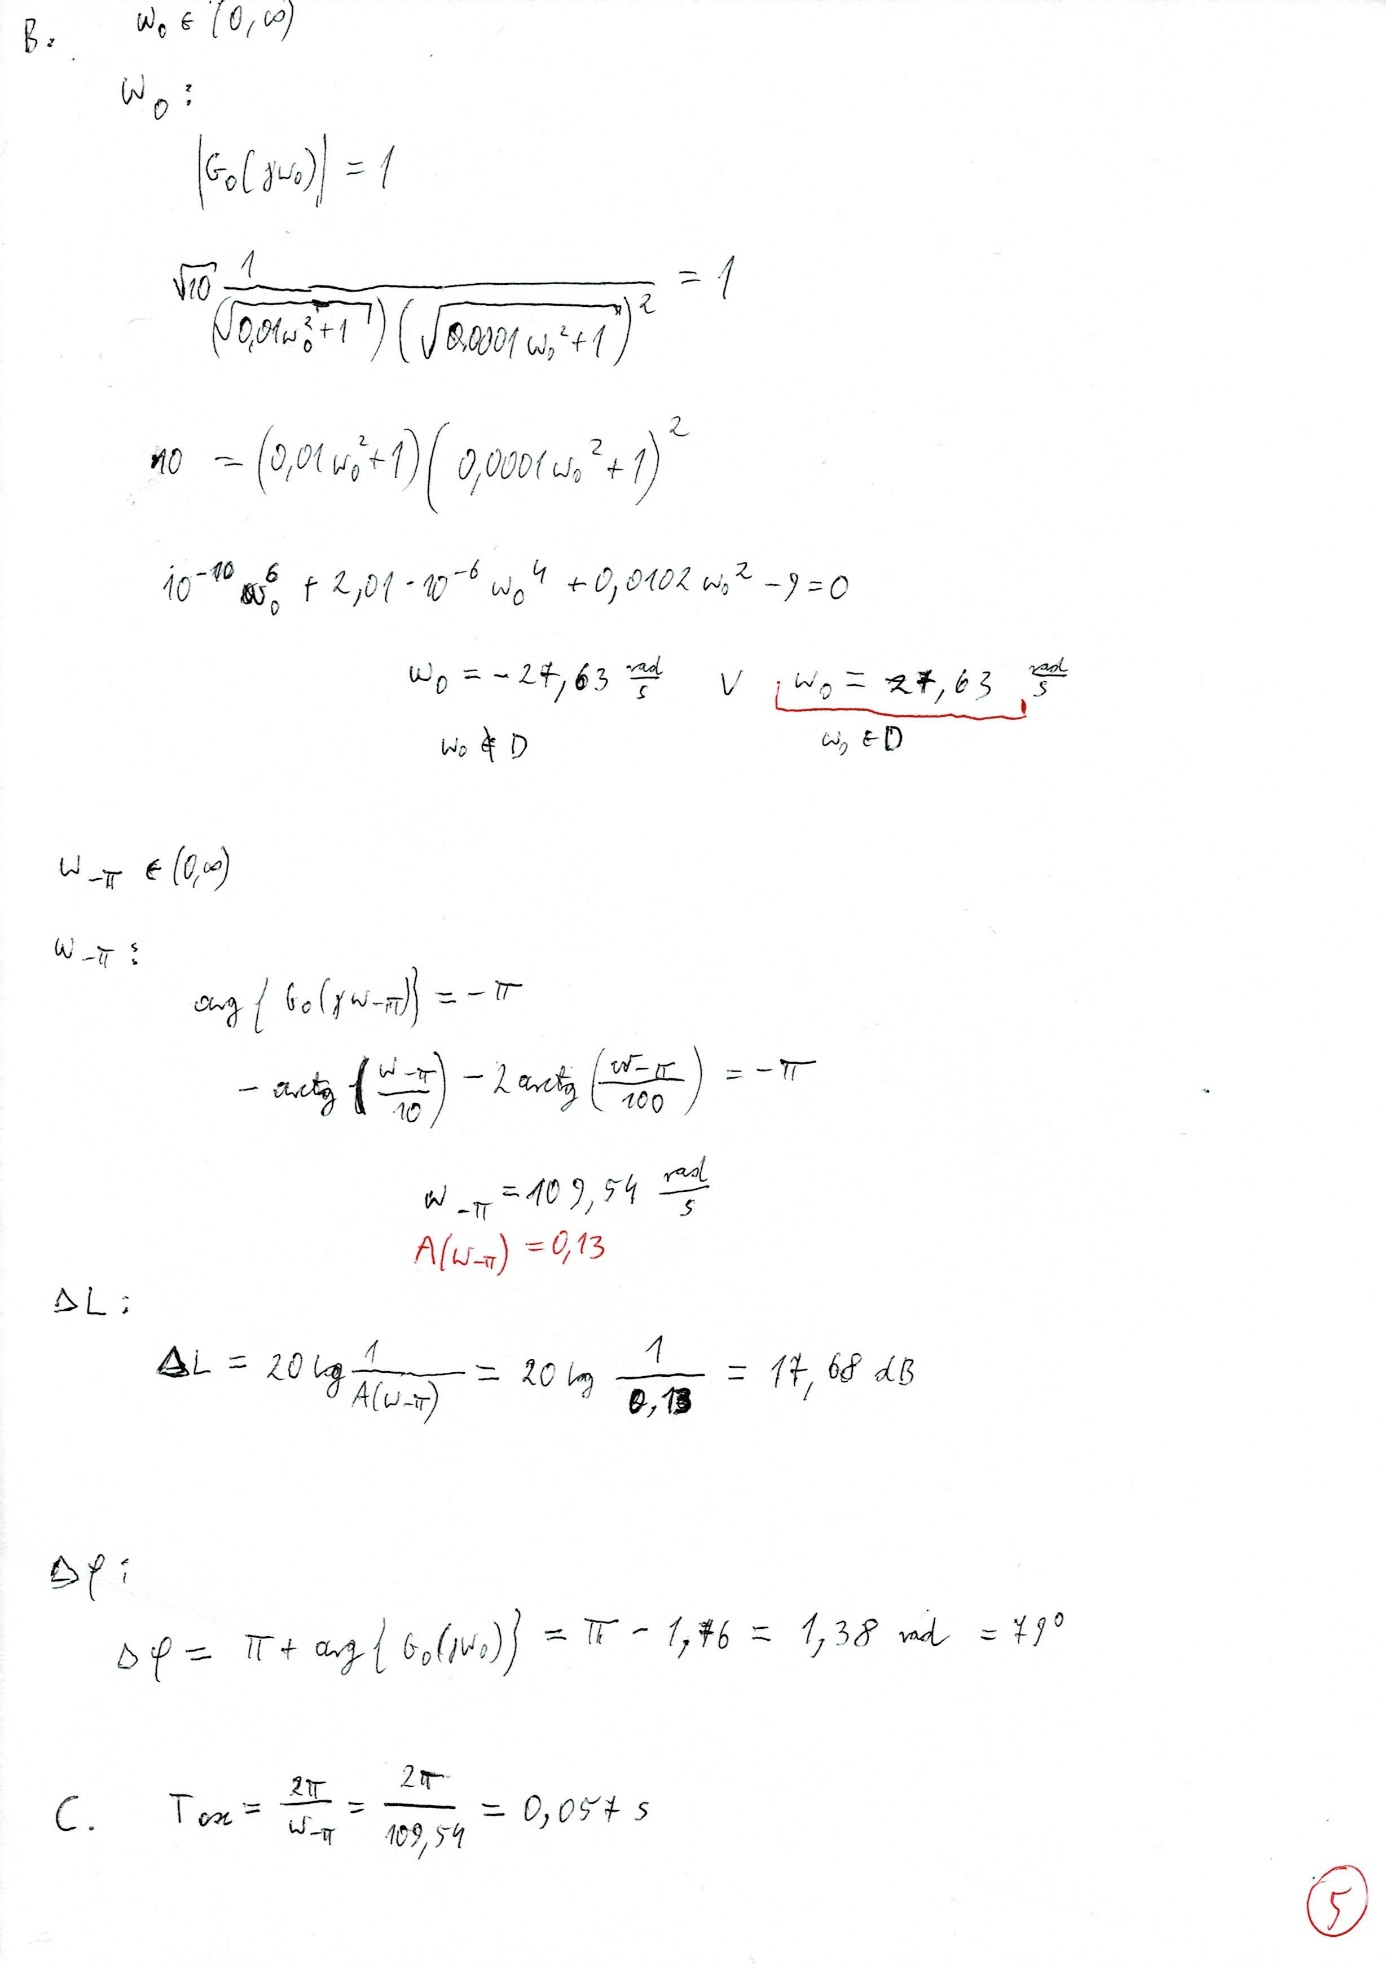 B. ω₀ ∈ (0,∞)
ω₀:
|G₀(jω₀)| = 1
√10 1/((√(0,01ω₀²+1))(√(0,0001ω₀²+1))²) = 1
10 = (0,01ω₀²+1)(0,0001ω₀²+1)²
10⁻¹⁰ω₀⁶ + 2,01·10⁻⁶ω₀⁴ + 0,0102ω₀² - 9 = 0
ω₀ = -27,63 rad/s ∨ ω₀ = 27,63 rad/s
ω₀ ∉ D ω₀ ∈ D
ω₋π ∈ (0,∞)
ω₋π:
arg{G₀(jω₋π)} = -π
-arctg(ω₋π/10) - 2arctg(ω₋π/100) = -π
ω₋π = 109,54 rad/s
A(ω₋π) = 0,13
ΔL:
ΔL = 20 lg 1/A(ω₋π) = 20 lg 1/0,13 = 17,68 dB
Δφ:
Δφ = π + arg{G₀(jω₀)} = π - 1,76 = 1,38 rad = 79°
C. Tosc = 2π/ω₋π = 2π/109,54 = 0,057 s
5